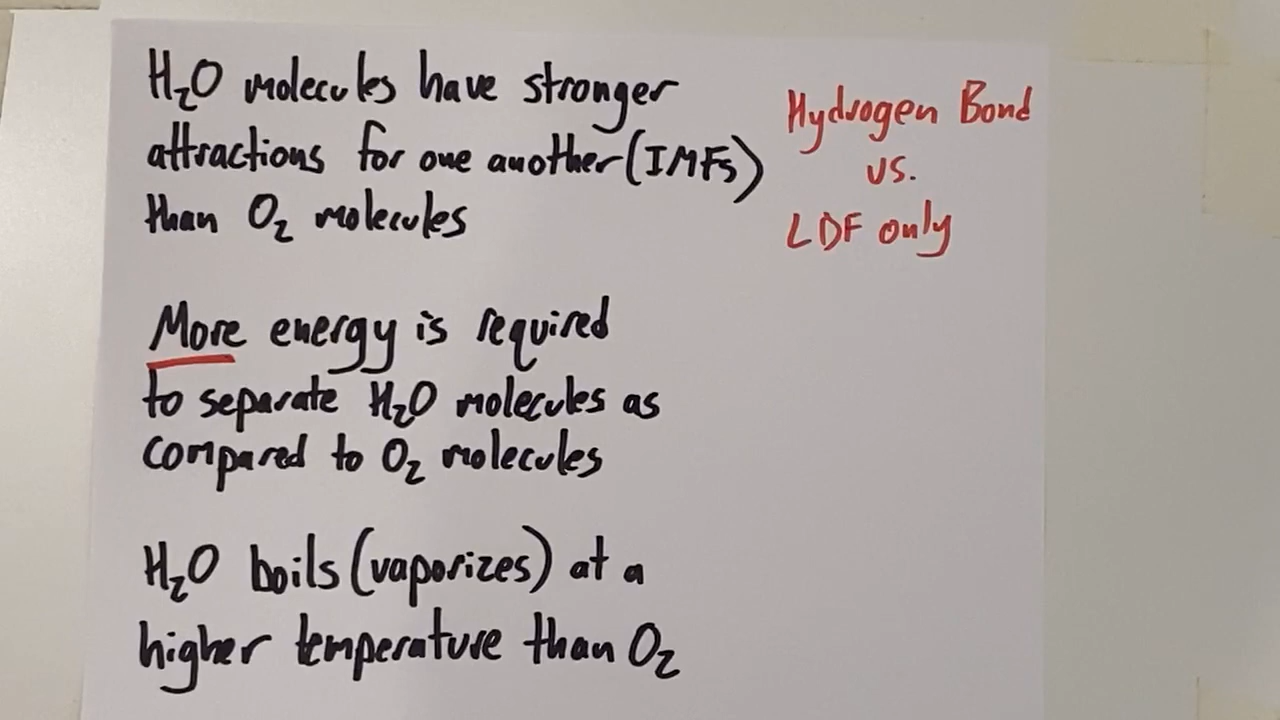 H₂O molecules have stronger
attractions for one another (IMFs)
than O₂ molecules
Hydrogen Bond
vs.
LDF only
More energy is required
to separate H₂O molecules as
compared to O₂ molecules
H₂O boils (vaporizes) at a
higher temperature than O₂